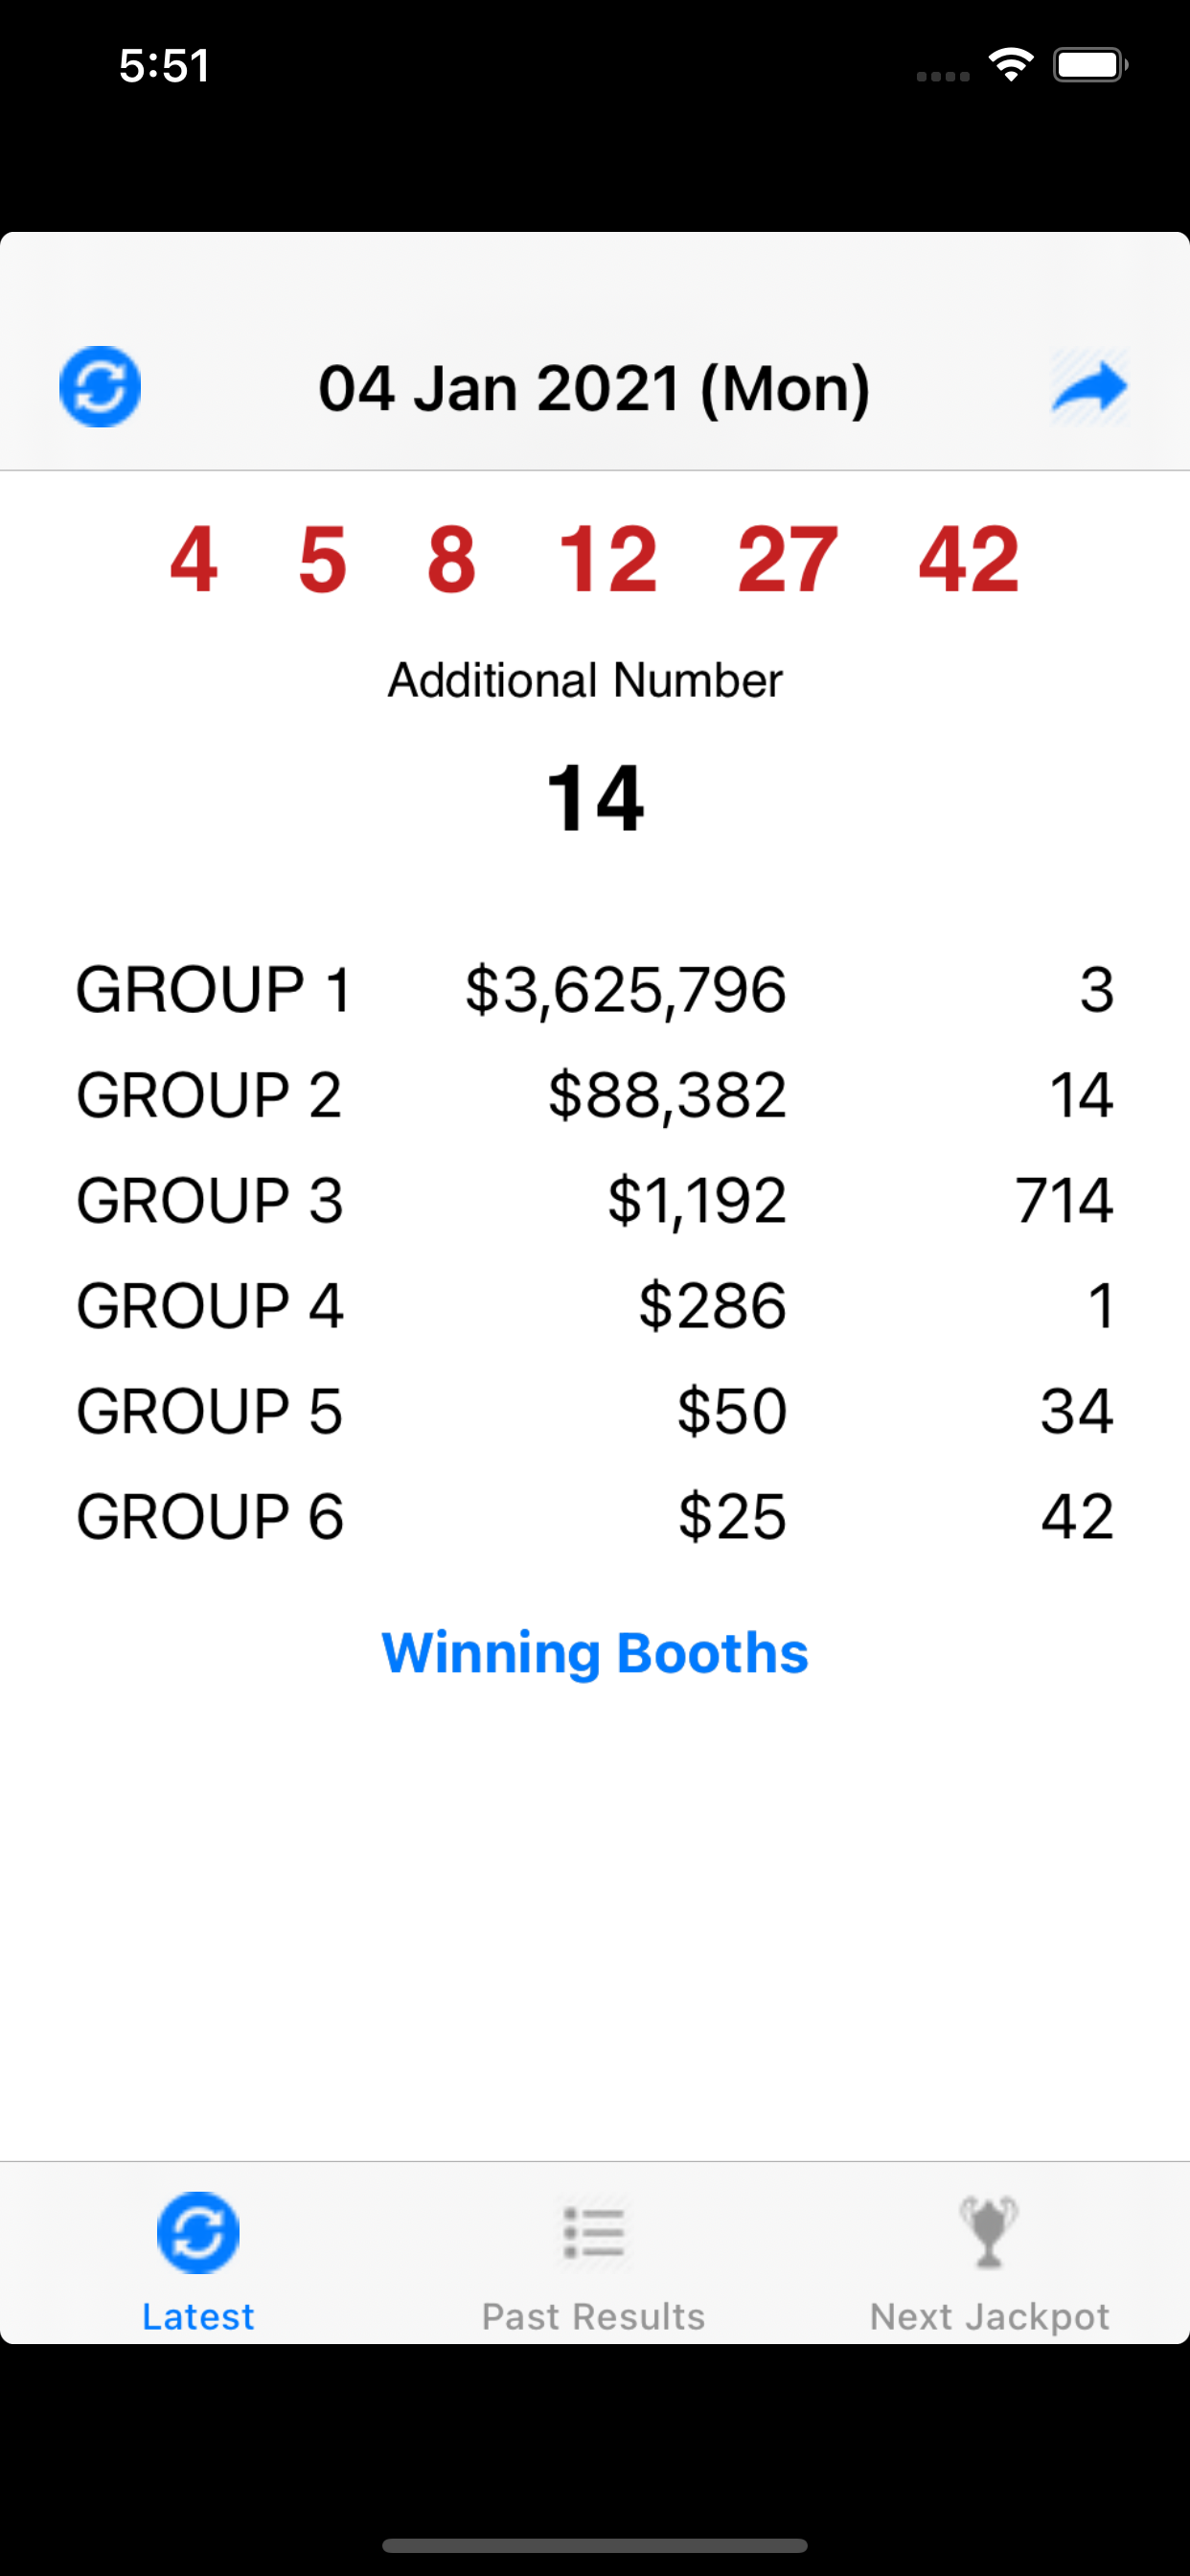 5:51
04 Jan 2021 (Mon)
4 5 8 12 27 42
Additional Number
14
GROUP 1 $3,625,796 3
GROUP 2 $88,382 14
GROUP 3 $1,192 714
GROUP 4 $286 1
GROUP 5 $50 34
GROUP 6 $25 42
Winning Booths
Latest Past Results Next Jackpot